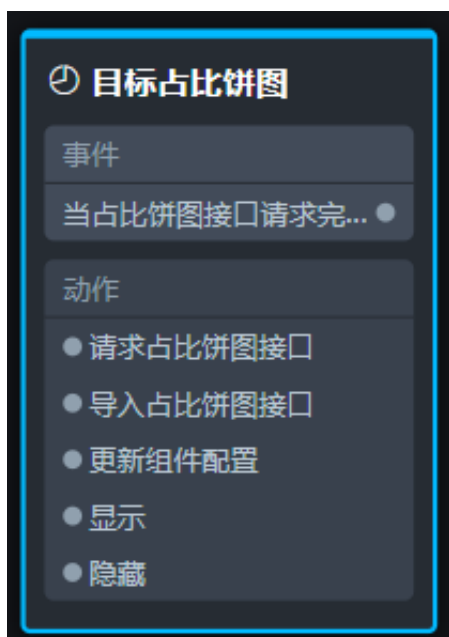 目标占比饼图
事件
当占比饼图接口请求完...
动作
请求占比饼图接口
导入占比饼图接口
更新组件配置
显示
隐藏